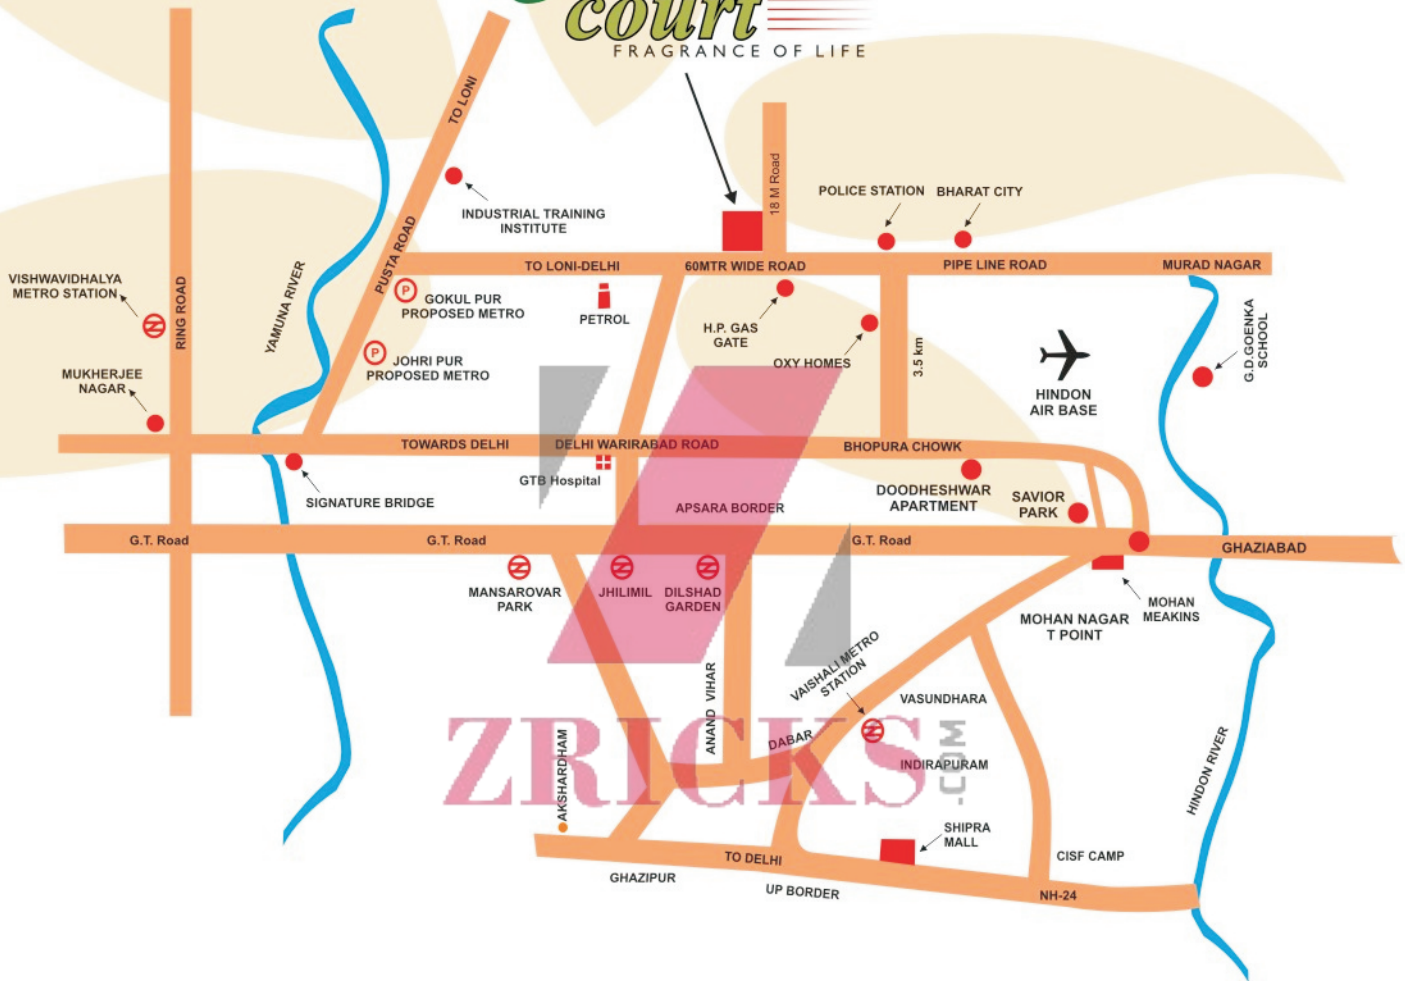 court
FRAGRANCE OF LIFE
TO LONI
18 M Road
POLICE STATION
BHARAT CITY
INDUSTRIAL TRAINING
INSTITUTE
PUSTA ROAD
TO LONI-DELHI
60MTR WIDE ROAD
PIPE LINE ROAD
MURAD NAGAR
VISHWAVIDHALYA
METRO STATION
RING ROAD
YAMUNA RIVER
P
GOKUL PUR
PROPOSED METRO
PETROL
H.P. GAS
GATE
OXY HOMES
3.5 km
G.D.GOENKA
SCHOOL
P
JOHRI PUR
PROPOSED METRO
MUKHERJEE
NAGAR
HINDON
AIR BASE
TOWARDS DELHI
DELHI WARIRABAD ROAD
BHOPURA CHOWK
GTB Hospital
SIGNATURE BRIDGE
DOODHESHWAR
APARTMENT
SAVIOR
PARK
APSARA BORDER
G.T. Road
G.T. Road
G.T. Road
GHAZIABAD
MANSAROVAR
PARK
JHILIMIL
DILSHAD
GARDEN
MOHAN
MEAKINS
MOHAN NAGAR
T POINT
VAISHALI METRO
STATION
ANAND VIHAR
VASUNDHARA
DABAR
INDIRAPURAM
ZRICKS
.COM
AKSHARDHAM
HINDON RIVER
SHIPRA
MALL
TO DELHI
CISF CAMP
GHAZIPUR
UP BORDER
NH-24